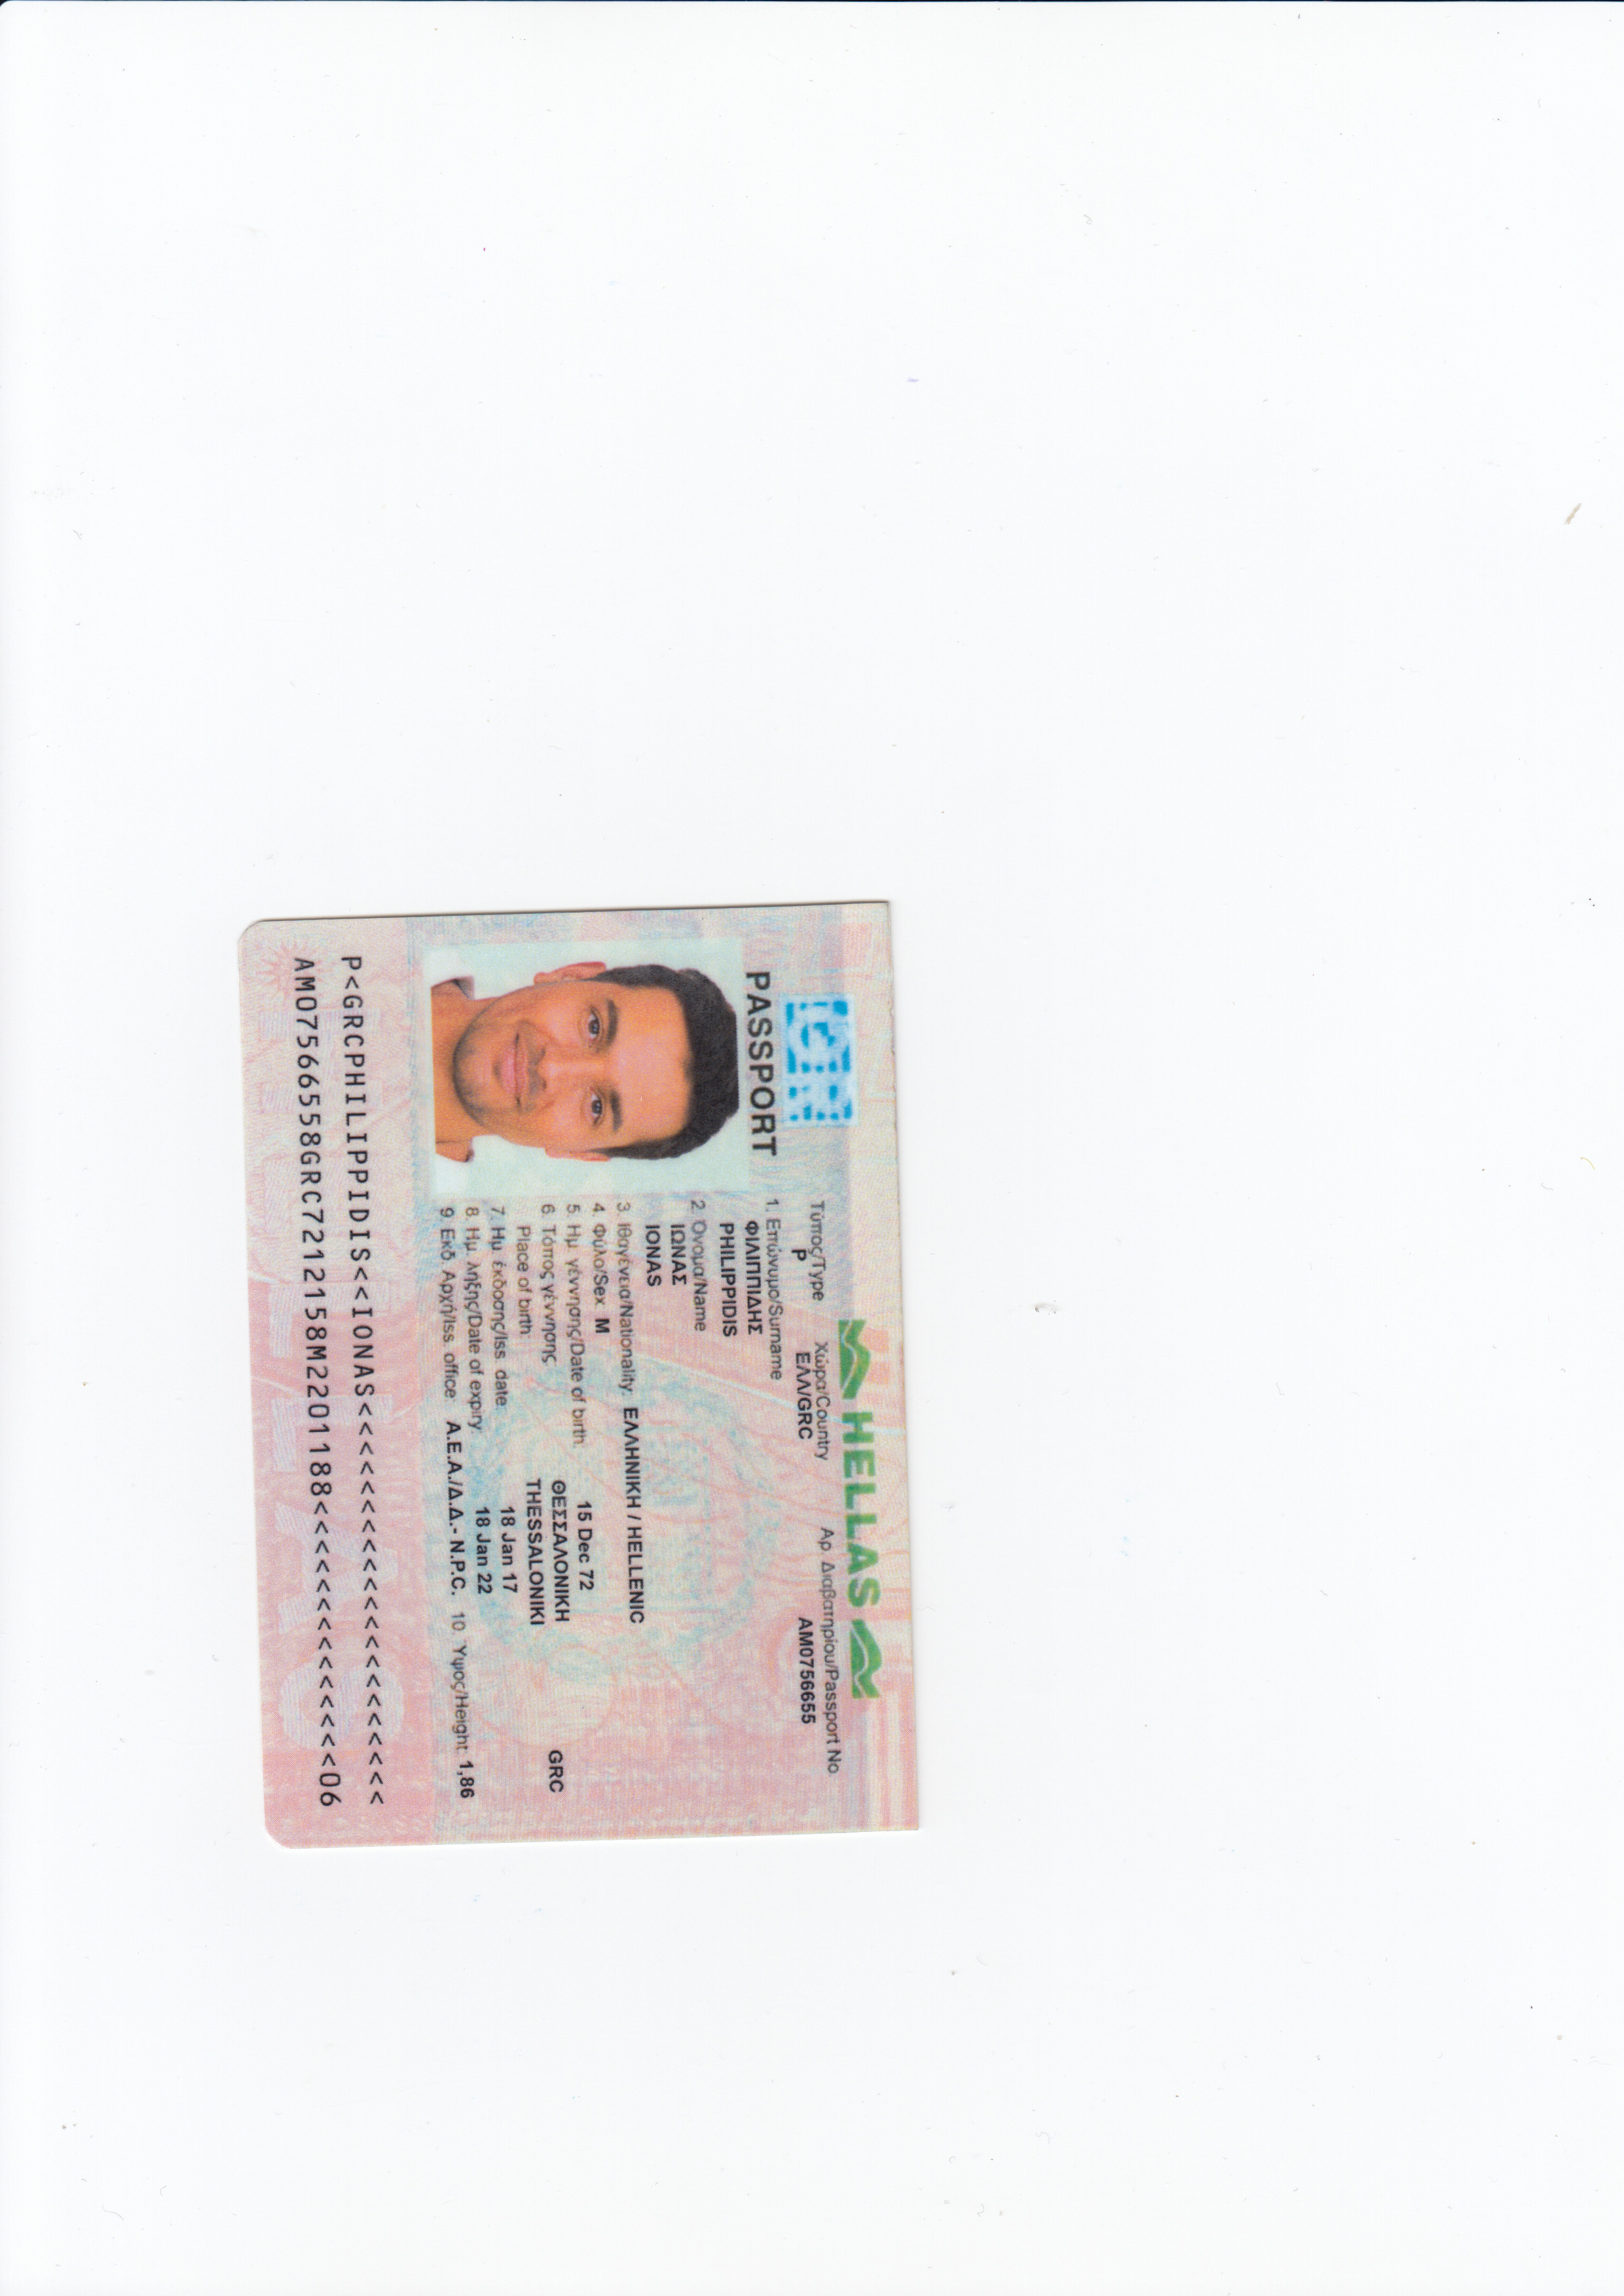 HELLAS
PASSPORT
Τύπος/Type Χώρα/Country Αρ. Διαβατηρίου/Passport No
P ΕΛΛ/GRC AM0756655
1. Επώνυμο/Surname
ΦΙΛΙΠΠΙΔΗΣ
PHILIPPIDIS
2. Όνομα/Name
ΙΩΝΑΣ
IONAS
3. Ιθαγένεια/Nationality: ΕΛΛΗΝΙΚΗ / HELLENIC
4. Φύλο/Sex: M
5. Ημ. γέννησης/Date of birth: 15 Dec 72
6. Τόπος γέννησης ΘΕΣΣΑΛΟΝΙΚΗ GRC
Place of birth: THESSALONIKI
7. Ημ. έκδοσης/Iss. date: 18 Jan 17
8. Ημ. λήξης/Date of expiry: 18 Jan 22
9. Εκδ. Αρχή/Iss. office: Α.Ε.Α./Δ.Δ.- N.P.C. 10. Ύψος/Height: 1,86
P<GRCPHILIPPIDIS<<IONAS<<<<<<<<<<<<<<<<<<<<<
AM07566558GRC7212158M2201188<<<<<<<<<<<<<<06